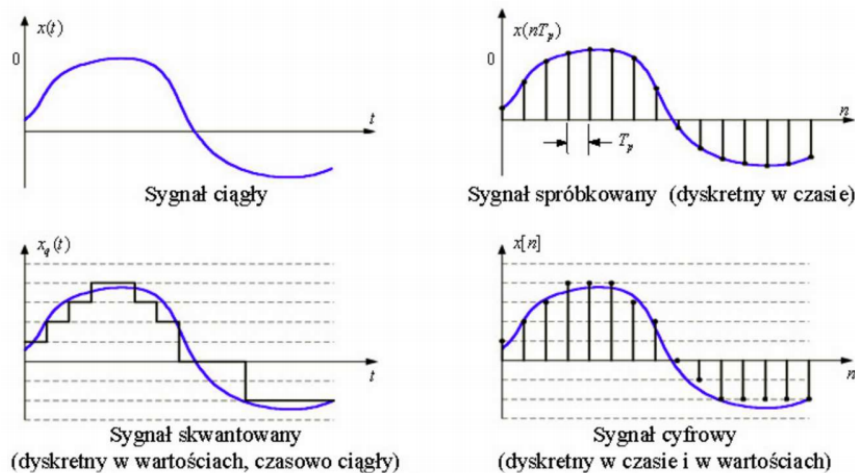 x(t)
0
t
Sygnał ciągły
x(nT_p)
0
n
T_p
Sygnał spróbkowany (dyskretny w czasie)
x_q(t)
t
Sygnał skwantowany
(dyskretny w wartościach, czasowo ciągły)
x[n]
n
Sygnał cyfrowy
(dyskretny w czasie i w wartościach)